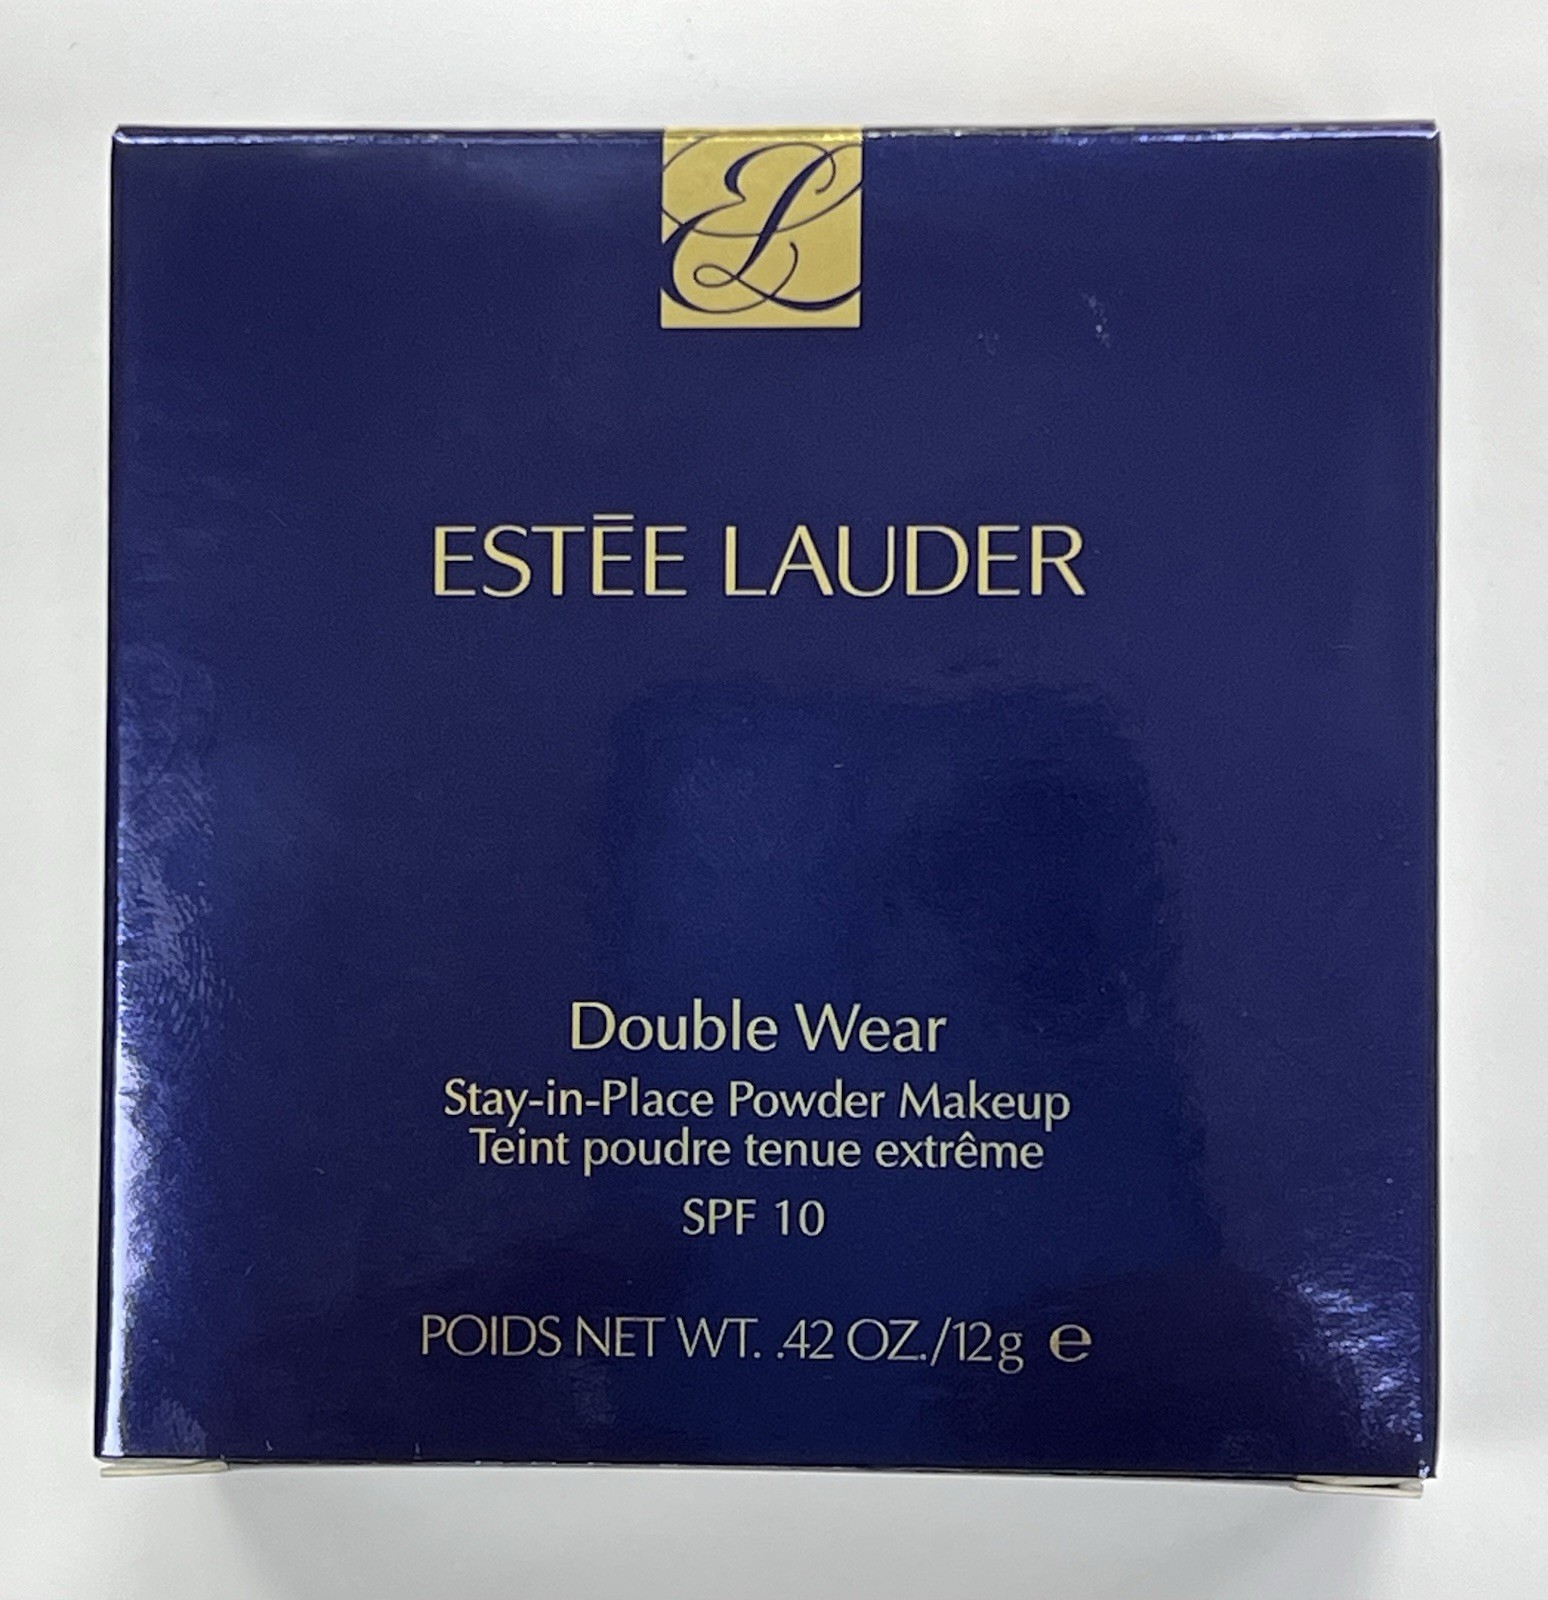 EL
ESTĒE LAUDER
Double Wear
Stay-in-Place Powder Makeup
Teint poudre tenue extrême
SPF 10
POIDS NET WT. .42 OZ./12g ℮